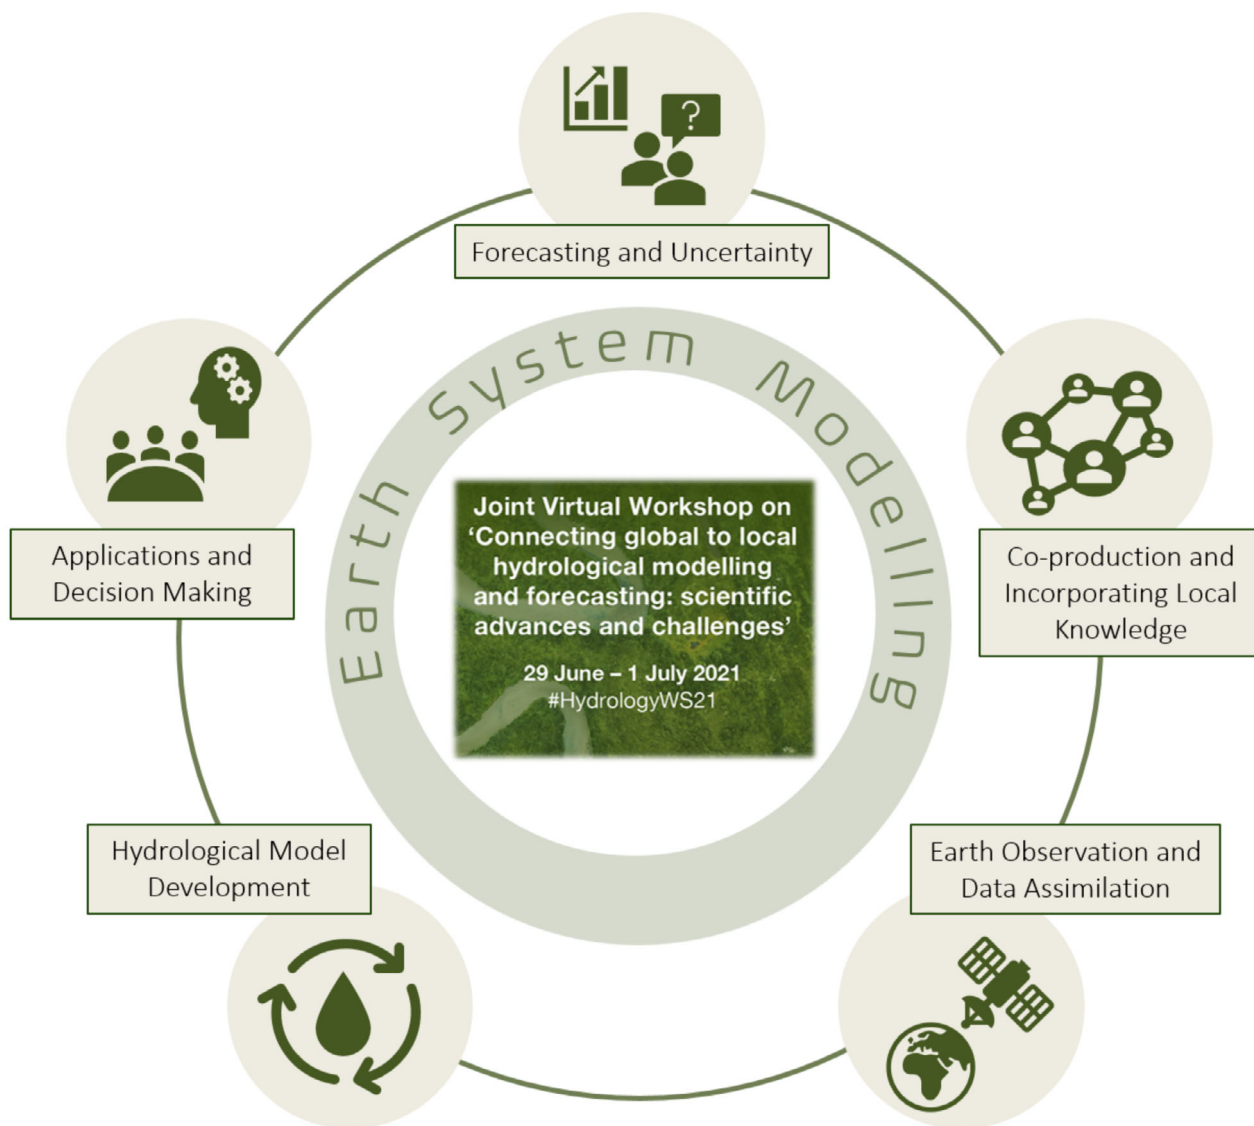 ?
Forecasting and Uncertainty
Earth System Modelling
Applications and
Decision Making
Joint Virtual Workshop on
‘Connecting global to local
hydrological modelling
and forecasting: scientific
advances and challenges’
29 June – 1 July 2021
#HydrologyWS21
Co-production and
Incorporating Local
Knowledge
Hydrological Model
Development
Earth Observation and
Data Assimilation